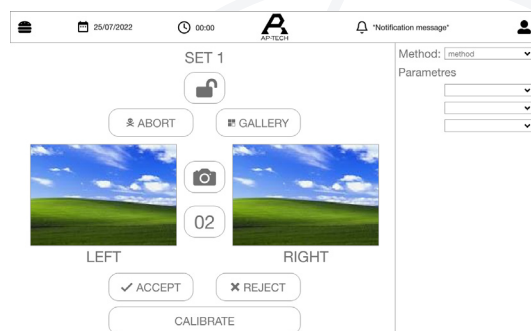 25/07/2022 00:00 AP-TECH "Notification message"
SET 1
Method: method
Parametres
ABORT GALLERY
02
LEFT RIGHT
ACCEPT REJECT
CALIBRATE